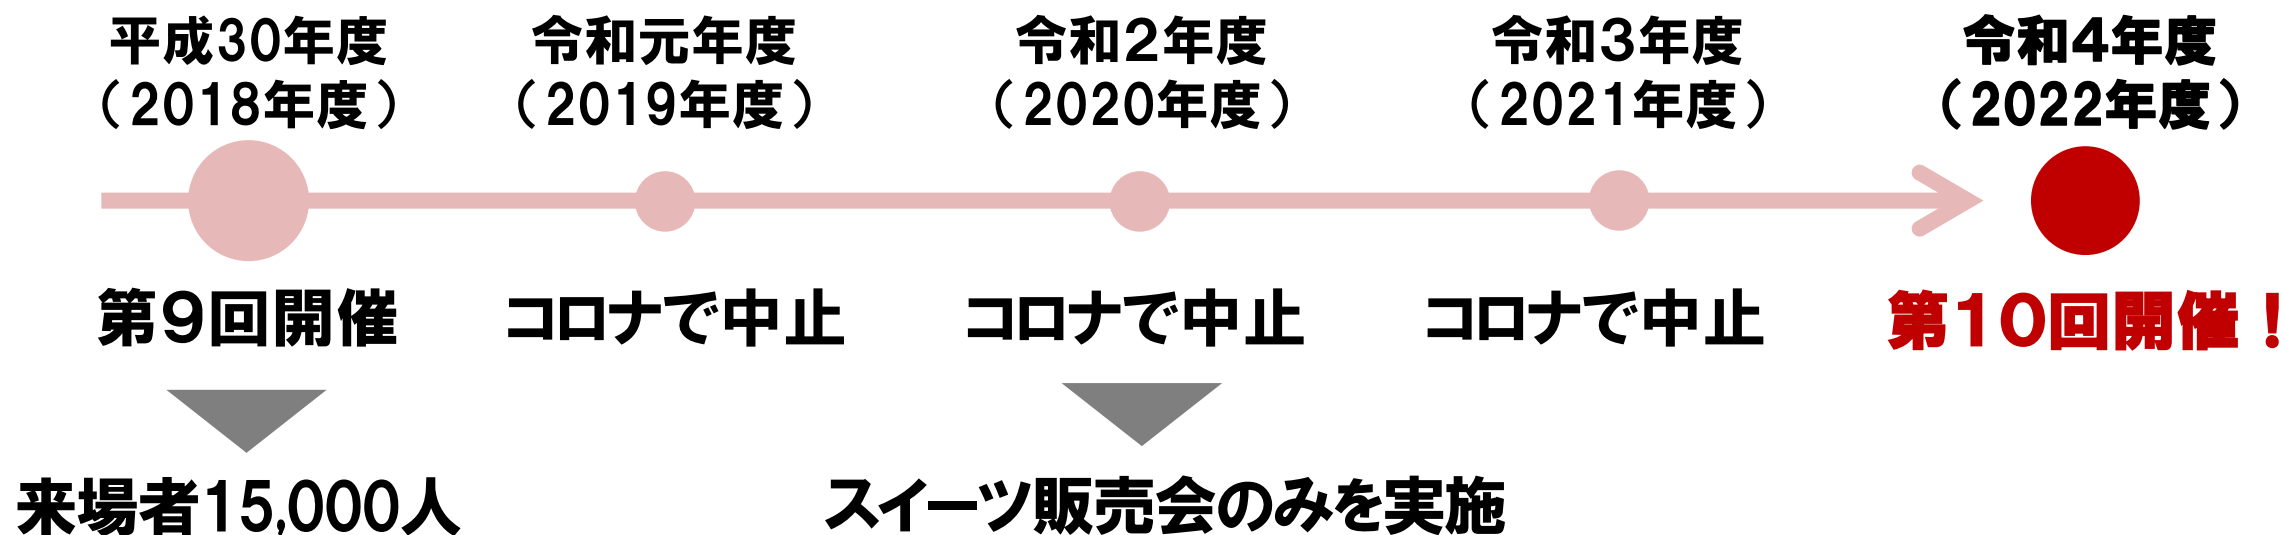 平成30年度
（2018年度）
令和元年度
（2019年度）
令和２年度
（2020年度）
令和３年度
（2021年度）
令和４年度
（2022年度）
第９回開催
コロナで中止
コロナで中止
コロナで中止
第１０回開催！
来場者15,000人
スイーツ販売会のみを実施